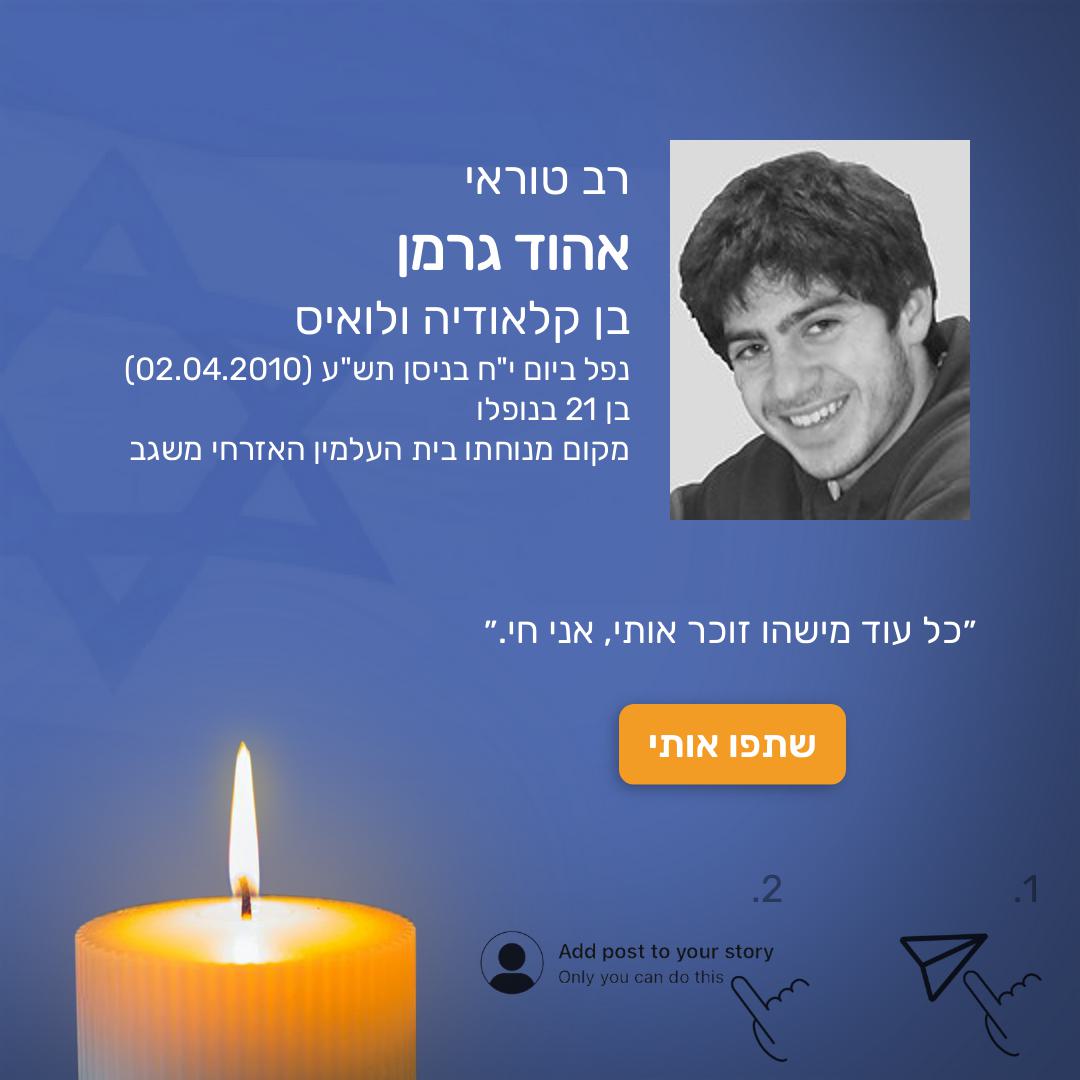 רב טוראי
אהוד גרמן
בן קלאודיה ולואיס
נפל ביום י"ח בניסן תש"ע (02.04.2010)
בן 21 בנופלו
מקום מנוחתו בית העלמין האזרחי משגב
״כל עוד מישהו זוכר אותי, אני חי.״
שתפו אותי
.1
.2
Add post to your story
Only you can do this